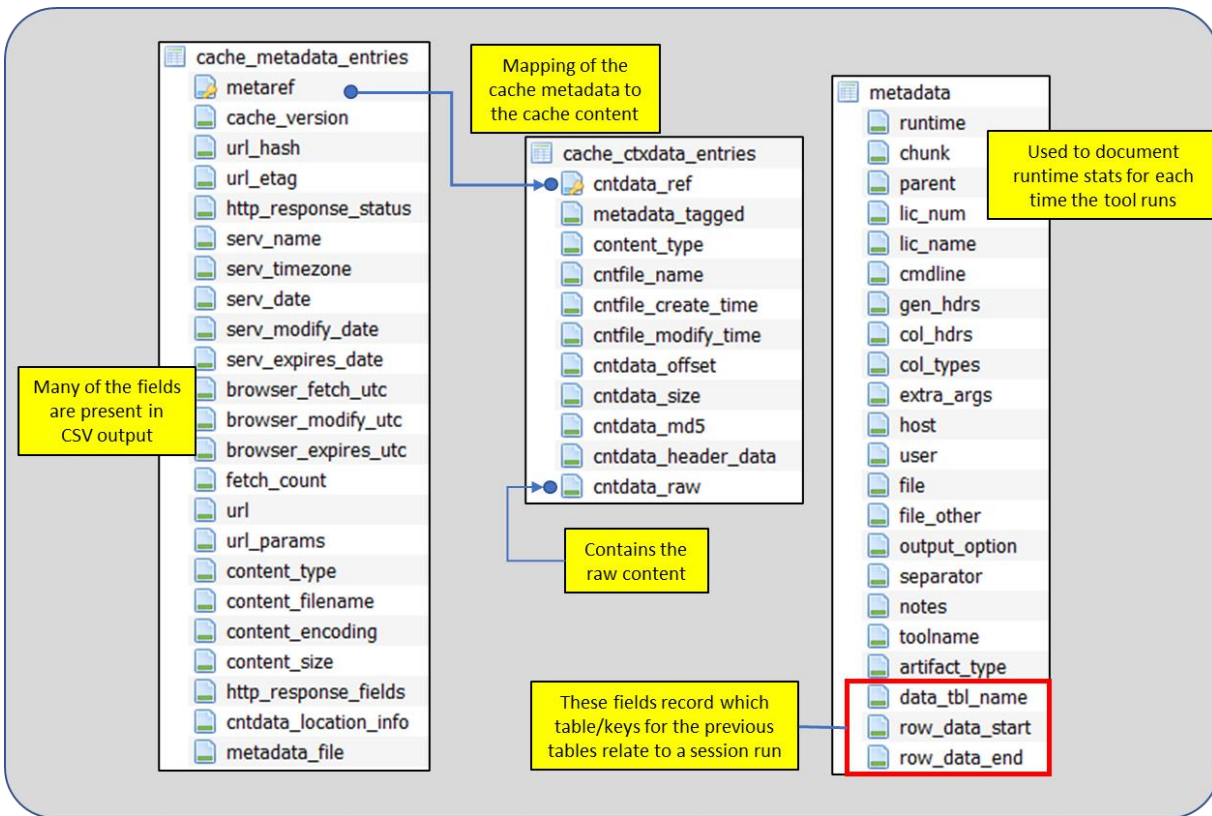 cache_metadata_entries
metaref
cache_version
url_hash
url_etag
http_response_status
serv_name
serv_timezone
serv_date
serv_modify_date
serv_expires_date
browser_fetch_utc
browser_modify_utc
browser_expires_utc
fetch_count
url
url_params
content_type
content_filename
content_encoding
content_size
http_response_fields
cntdata_location_info
metadata_file
Many of the fields
are present in
CSV output
Mapping of the
cache metadata to
the cache content
cache_ctxdata_entries
cntdata_ref
metadata_tagged
content_type
cntfile_name
cntfile_create_time
cntfile_modify_time
cntdata_offset
cntdata_size
cntdata_md5
cntdata_header_data
cntdata_raw
Contains the
raw content
metadata
runtime
chunk
parent
lic_num
lic_name
cmdline
gen_hdrs
col_hdrs
col_types
extra_args
host
user
file
file_other
output_option
separator
notes
toolname
artifact_type
data_tbl_name
row_data_start
row_data_end
Used to document
runtime stats for each
time the tool runs
These fields record which
table/keys for the previous
tables relate to a session run